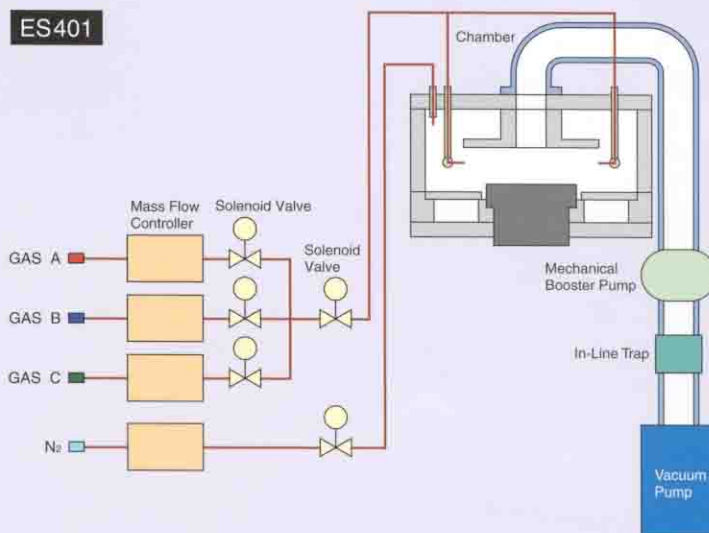 ES401
Chamber
Mass Flow
Controller
Solenoid Valve
Solenoid
Valve
GAS A
GAS B
GAS C
N₂
Mechanical
Booster Pump
In-Line Trap
Vacuum
Pump